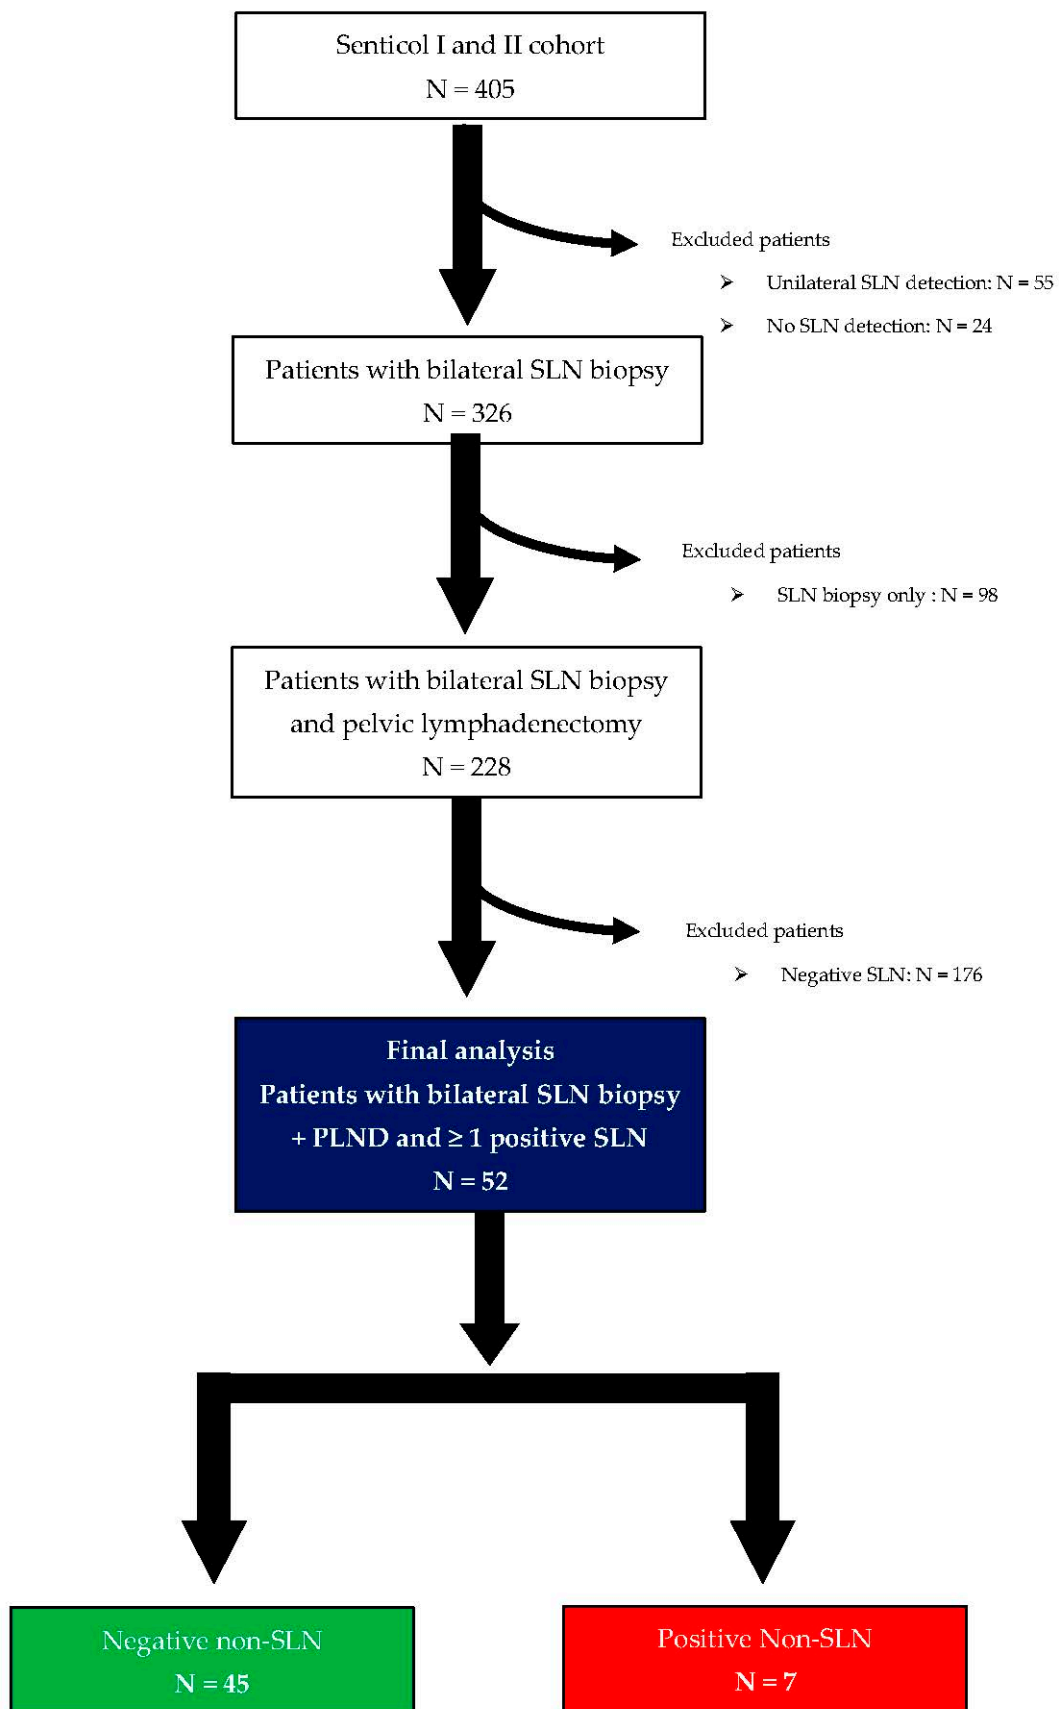 Senticol I and II cohort
N = 405
Excluded patients
➢ Unilateral SLN detection: N = 55
➢ No SLN detection: N = 24
Patients with bilateral SLN biopsy
N = 326
Excluded patients
➢ SLN biopsy only : N = 98
Patients with bilateral SLN biopsy
and pelvic lymphadenectomy
N = 228
Excluded patients
➢ Negative SLN: N = 176
Final analysis
Patients with bilateral SLN biopsy
+ PLND and ≥ 1 positive SLN
N = 52
Negative non-SLN
N = 45
Positive Non-SLN
N = 7